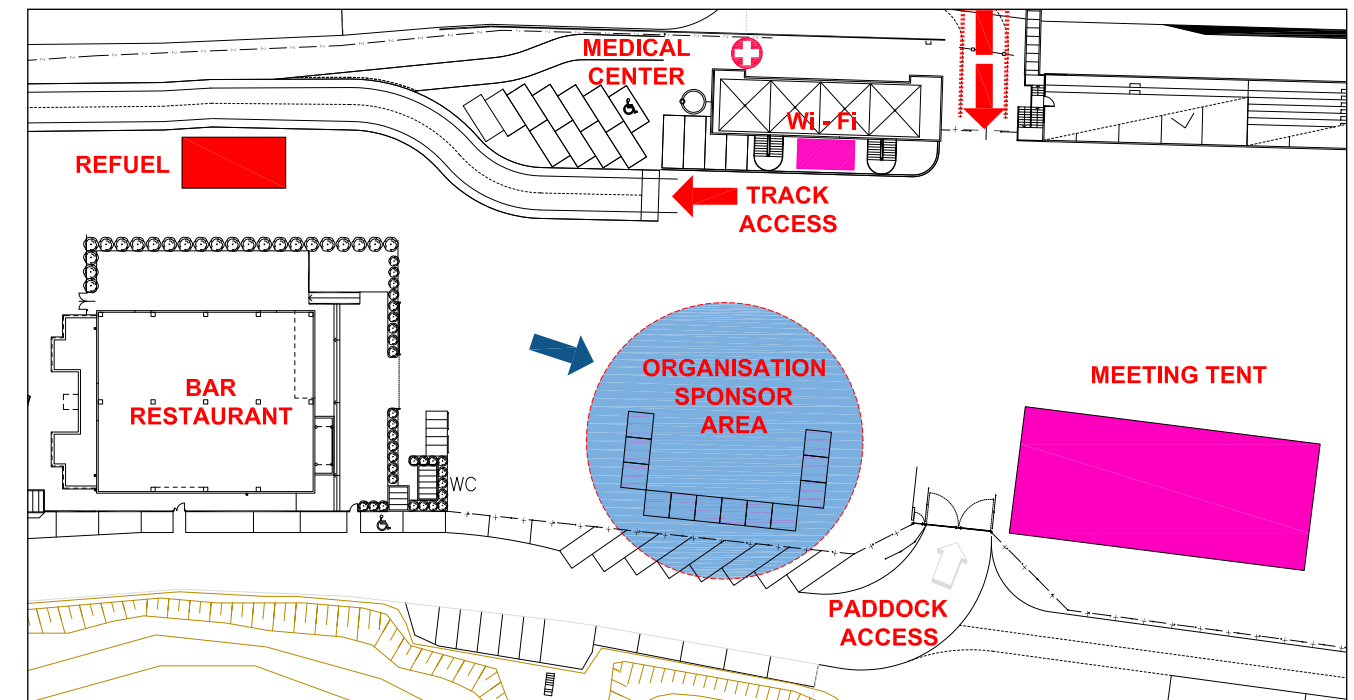 MEDICAL
CENTER
Wi - Fi
REFUEL
TRACK
ACCESS
BAR
RESTAURANT
ORGANISATION
SPONSOR
AREA
MEETING TENT
WC
PADDOCK
ACCESS